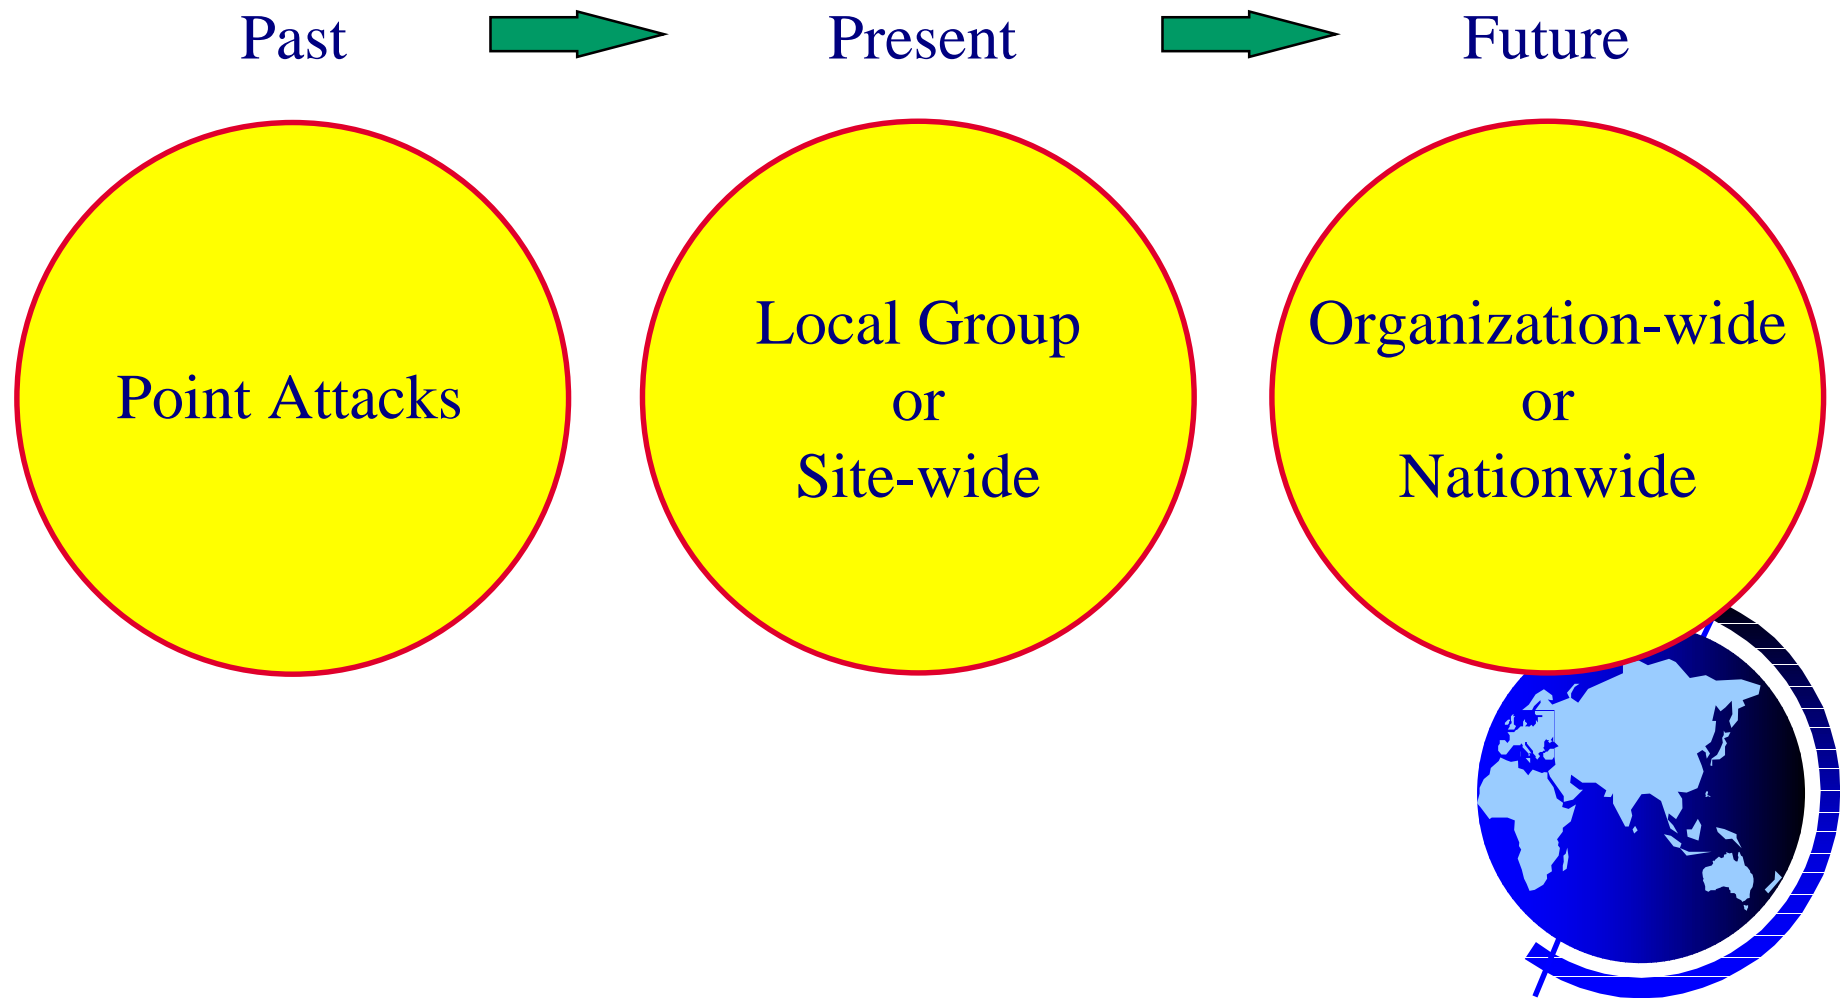 Past
Present
Future
Point Attacks
Local Group
or
Site-wide
Organization-wide
or
Nationwide